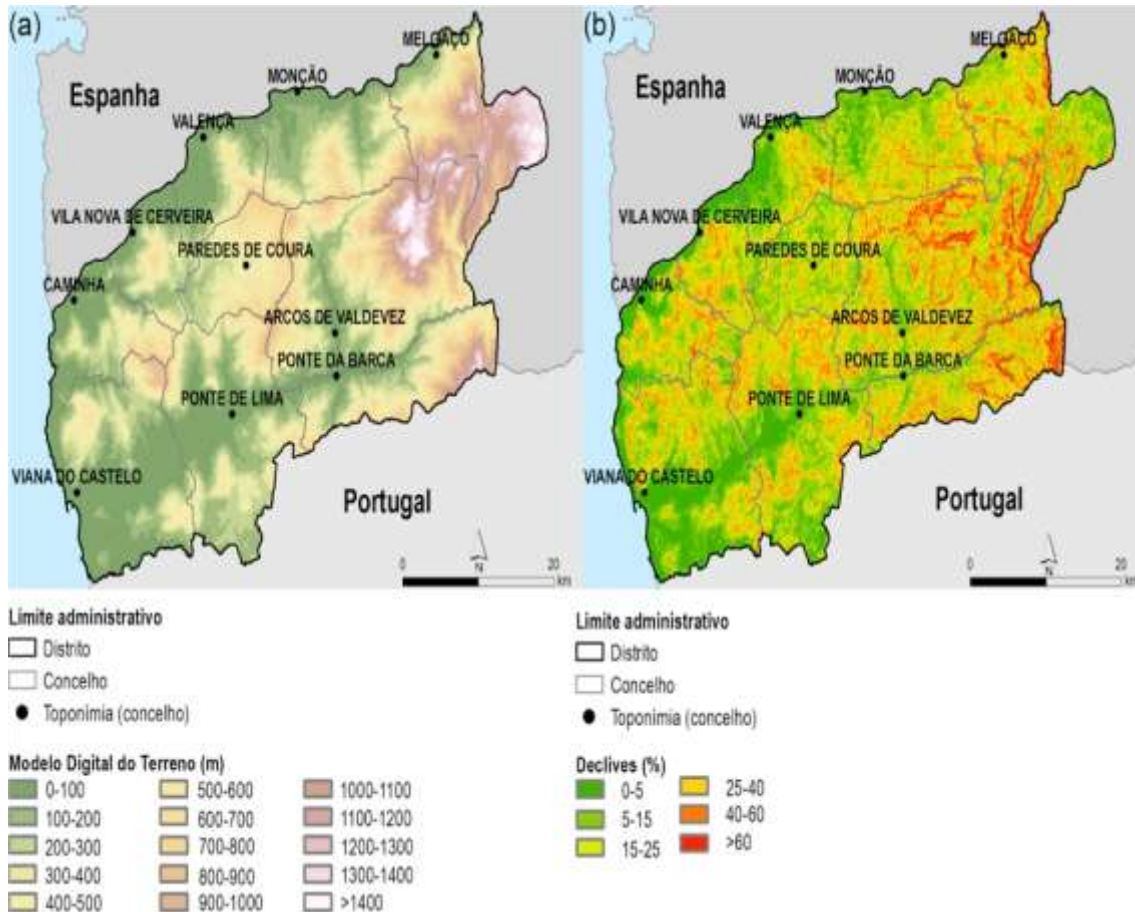 (a)
MELGAÇO
MONÇÃO
Espanha
VALENÇA
VILA NOVA DE CERVEIRA
PAREDES DE COURA
CAMINHA
ARCOS DE VALDEVEZ
PONTE DA BARCA
PONTE DE LIMA
VIANA DO CASTELO
Portugal
N
0 20
km
Limite administrativo
Distrito
Concelho
Toponímia (concelho)
Modelo Digital do Terreno (m)
0-100 500-600 1000-1100
100-200 600-700 1100-1200
200-300 700-800 1200-1300
300-400 800-900 1300-1400
400-500 900-1000 >1400
(b)
MELGAÇO
MONÇÃO
Espanha
VALENÇA
VILA NOVA DE CERVEIRA
PAREDES DE COURA
CAMINHA
ARCOS DE VALDEVEZ
PONTE DA BARCA
PONTE DE LIMA
VIANA DO CASTELO
Portugal
N
0 20
km
Limite administrativo
Distrito
Concelho
Toponímia (concelho)
Declives (%)
0-5 25-40
5-15 40-60
15-25 >60